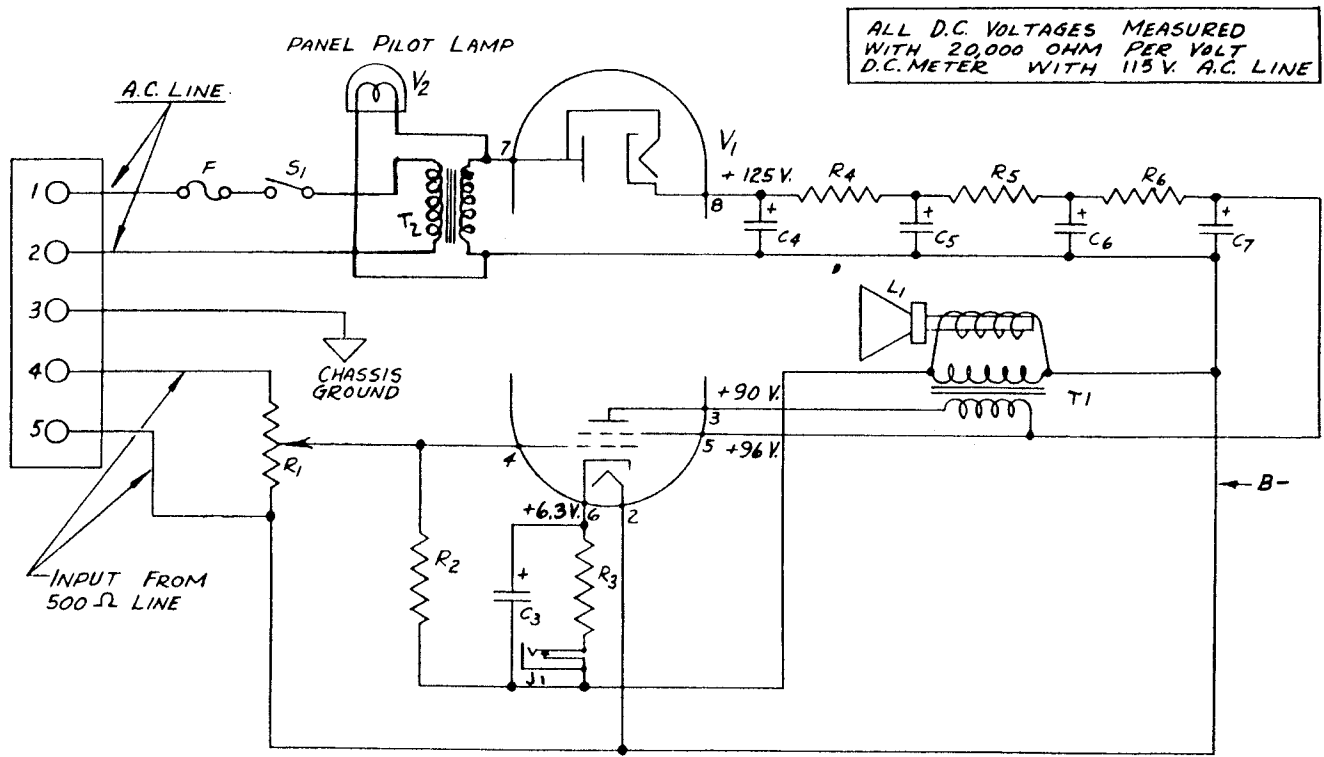 ALL D.C. VOLTAGES MEASURED
WITH 20,000 OHM PER VOLT
D.C. METER WITH 115 V. A.C. LINE
PANEL PILOT LAMP
V2
A.C. LINE
1
F
S1
T2
7
V1
+125 V.
8
R4
R5
R6
+
C4
+
C5
+
C6
+
C7
2
3
CHASSIS
GROUND
L1
T1
4
5
R1
4
+90 V.
3
5
+96 V.
B-
+6.3 V.
6
2
INPUT FROM
500 Ω LINE
R2
+
C3
R3
J1